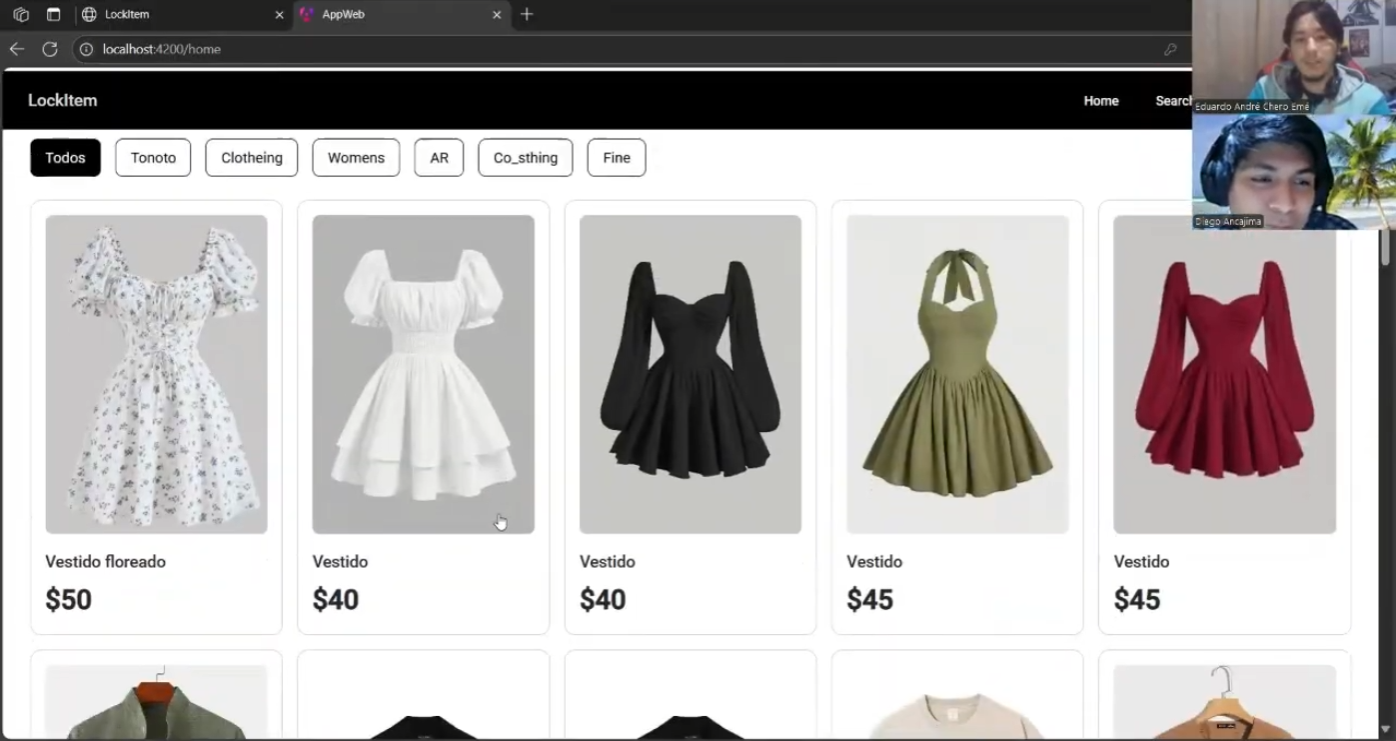 LockItem
AppWeb
localhost:4200/home
LockItem
Home
Search
Eduardo André Chero Emé
Diego Ancajima
Todos
Tonoto
Clotheing
Womens
AR
Co_sthing
Fine
Vestido floreado
$50
Vestido
$40
Vestido
$40
Vestido
$45
Vestido
$45